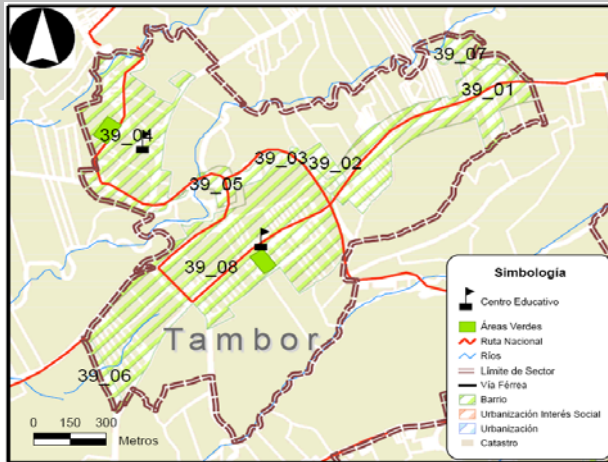 39_07
39_01
39_04
39_03
39_02
39_05
39_08
Tambor
39_06
0 150 300
Metros
Simbología
Centro Educativo
Áreas Verdes
Ruta Nacional
Ríos
Límite de Sector
Vía Férrea
Barrio
Urbanización Interés Social
Urbanización
Catastro